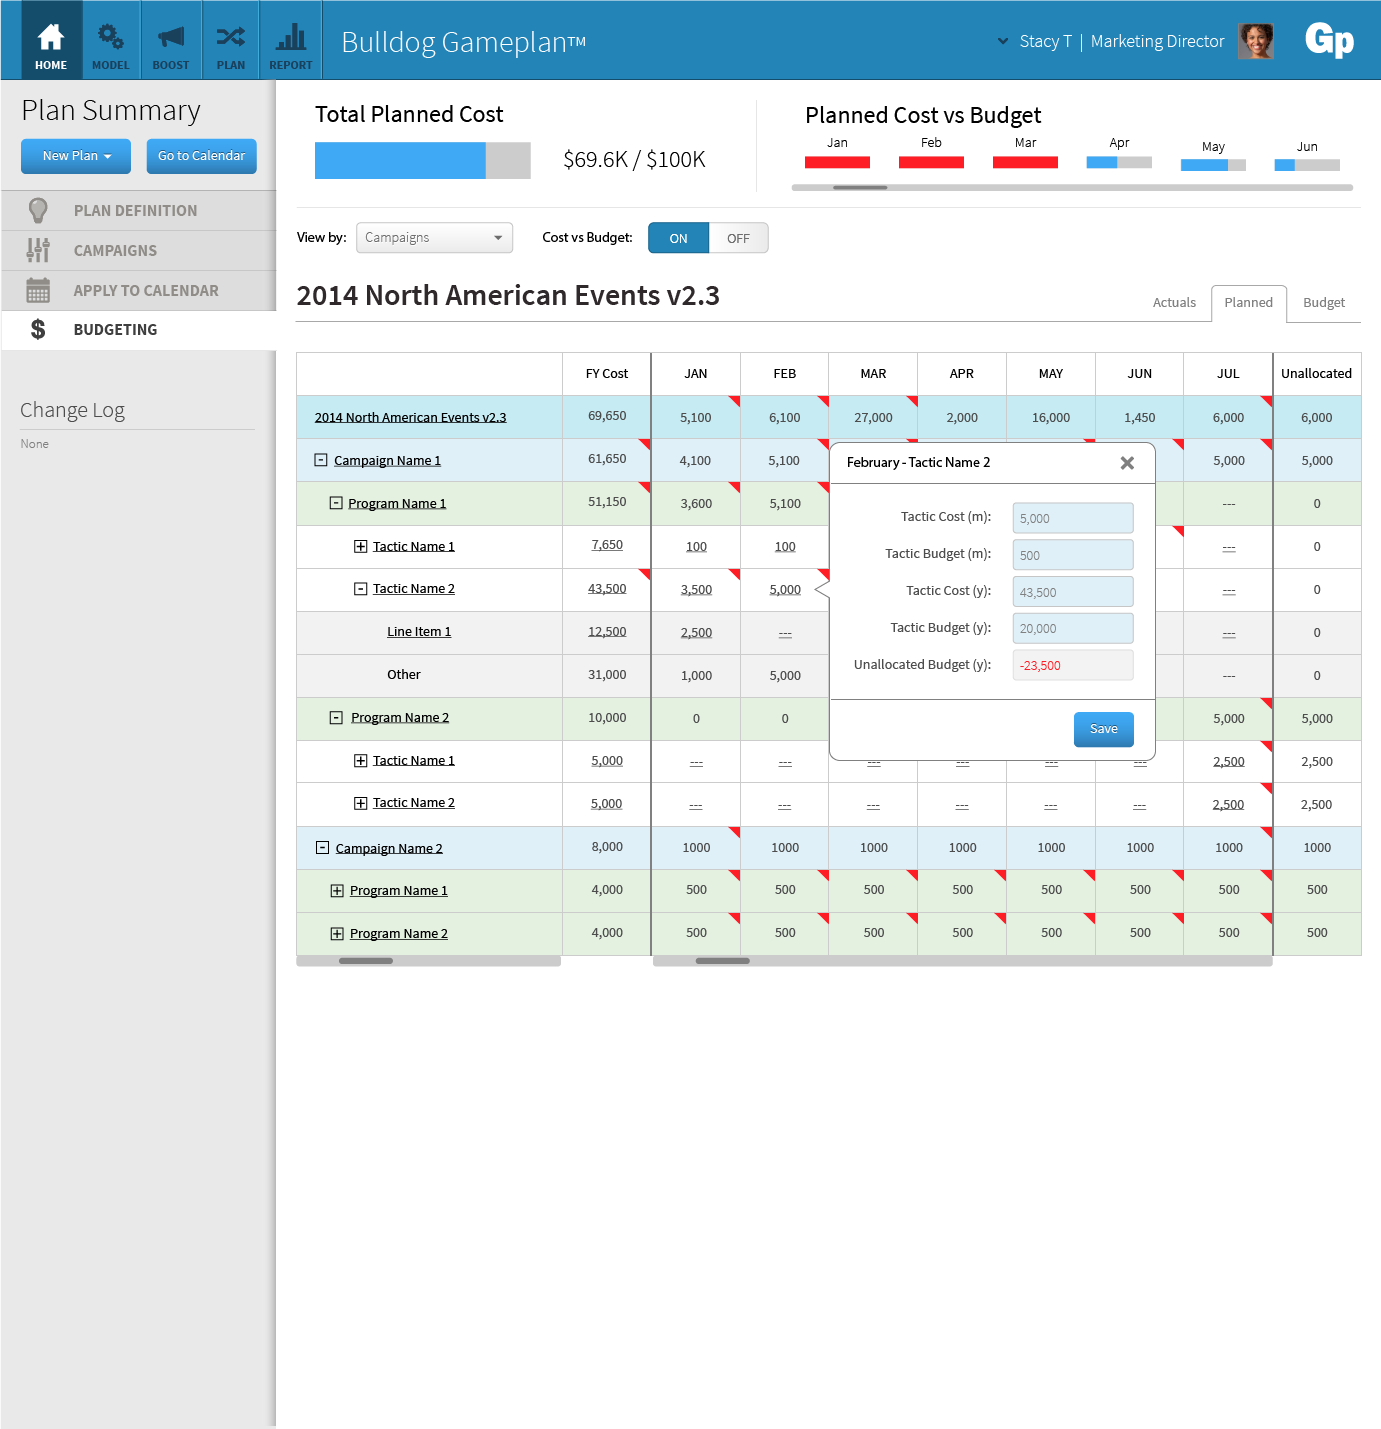 HOME MODEL BOOST PLAN REPORT
Bulldog Gameplan™
Stacy T | Marketing Director
Gp
Plan Summary
New Plan
Go to Calendar
PLAN DEFINITION
CAMPAIGNS
APPLY TO CALENDAR
$ BUDGETING
Change Log
None
Total Planned Cost
$69.6K / $100K
Planned Cost vs Budget
Jan Feb Mar Apr May Jun
View by: Campaigns Cost vs Budget: ON OFF
2014 North American Events v2.3
Actuals Planned Budget
FY Cost JAN FEB MAR APR MAY JUN JUL Unallocated
2014 North American Events v2.3 69,650 5,100 6,100 27,000 2,000 16,000 1,450 6,000 6,000
Campaign Name 1 61,650 4,100 5,100 5,000 5,000
Program Name 1 51,150 3,600 5,100 --- 0
Tactic Name 1 7,650 100 100 --- 0
Tactic Name 2 43,500 3,500 5,000 --- 0
Line Item 1 12,500 2,500 --- --- 0
Other 31,000 1,000 5,000 --- 0
Program Name 2 10,000 0 0 5,000 5,000
Tactic Name 1 5,000 --- --- --- --- --- --- 2,500 2,500
Tactic Name 2 5,000 --- --- --- --- --- --- 2,500 2,500
Campaign Name 2 8,000 1000 1000 1000 1000 1000 1000 1000 1000
Program Name 1 4,000 500 500 500 500 500 500 500 500
Program Name 2 4,000 500 500 500 500 500 500 500 500
February - Tactic Name 2
Tactic Cost (m): 5,000
Tactic Budget (m): 500
Tactic Cost (y): 43,500
Tactic Budget (y): 20,000
Unallocated Budget (y): -23,500
Save